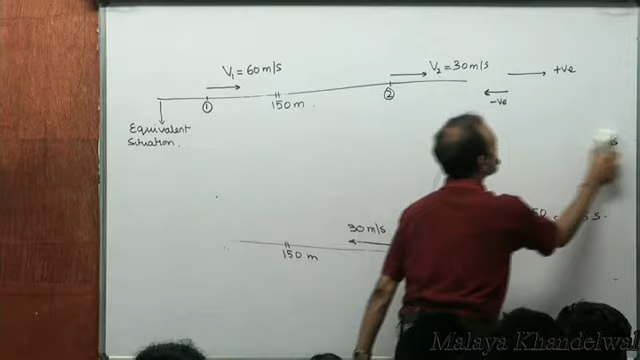 V₁ = 60 m/s
V₂ = 30 m/s
+ve
① 150 m. ② -ve
Equivalent
Situation.
30 m/s
150 m
Malaya Khandelwal